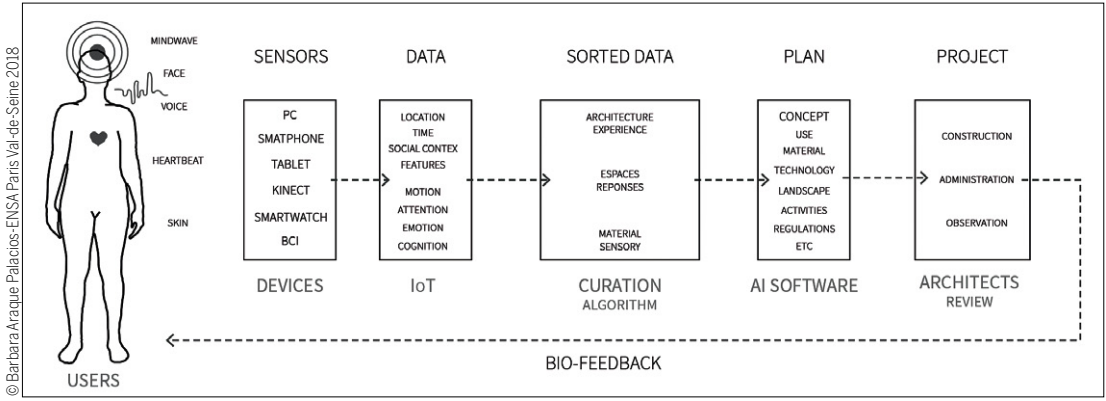 © Barbara Araque Palacios-ENSA Paris Val-de-Seine 2018
MINDWAVE
FACE
VOICE
HEARTBEAT
SKIN
USERS
SENSORS
PC
SMATPHONE
TABLET
KINECT
SMARTWATCH
BCI
DEVICES
DATA
LOCATION
TIME
SOCIAL CONTEX
FEATURES
MOTION
ATTENTION
EMOTION
COGNITION
IoT
SORTED DATA
ARCHITECTURE
EXPERIENCE
ESPACES
REPONSES
MATERIAL
SENSORY
CURATION
ALGORITHM
PLAN
CONCEPT
USE
MATERIAL
TECHNOLOGY
LANDSCAPE
ACTIVITIES
REGULATIONS
ETC
AI SOFTWARE
PROJECT
CONSTRUCTION
ADMINISTRATION
OBSERVATION
ARCHITECTS
REVIEW
BIO-FEEDBACK